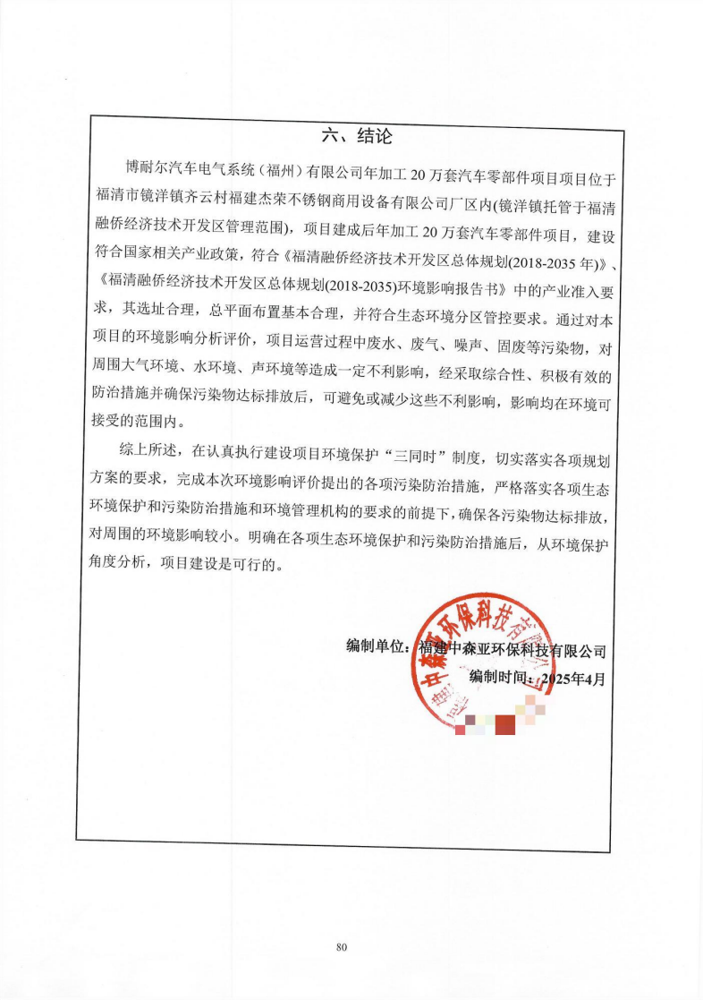 六、结论
博耐尔汽车电气系统（福州）有限公司年加工 20 万套汽车零部件项目项目位于
福清市镜洋镇齐云村福建杰荣不锈钢商用设备有限公司厂区内(镜洋镇托管于福清
融侨经济技术开发区管理范围)，项目建成后年加工 20 万套汽车零部件项目，建设
符合国家相关产业政策，符合《福清融侨经济技术开发区总体规划(2018-2035 年)》、
《福清融侨经济技术开发区总体规划(2018-2035)环境影响报告书》中的产业准入要
求，其选址合理，总平面布置基本合理，并符合生态环境分区管控要求。通过对本
项目的环境影响分析评价，项目运营过程中废水、废气、噪声、固废等污染物，对
周围大气环境、水环境、声环境等造成一定不利影响，经采取综合性、积极有效的
防治措施并确保污染物达标排放后，可避免或减少这些不利影响，影响均在环境可
接受的范围内。
综上所述，在认真执行建设项目环境保护“三同时”制度，切实落实各项规划
方案的要求，完成本次环境影响评价提出的各项污染防治措施，严格落实各项生态
环境保护和污染防治措施和环境管理机构的要求的前提下，确保各污染物达标排放，
对周围的环境影响较小。明确在各项生态环境保护和污染防治措施后，从环境保护
角度分析，项目建设是可行的。
中森亚环保科技有限公司
编制单位：福建中森亚环保科技有限公司
编制时间：2025年4月
80